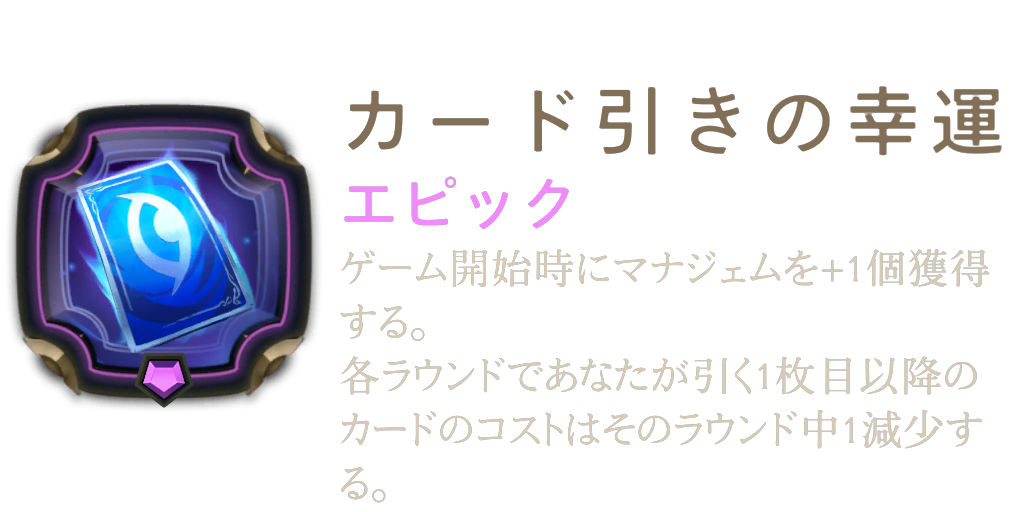 カード引きの幸運
エピック
ゲーム開始時にマナジェムを+1個獲得
する。
各ラウンドであなたが引く1枚目以降の
カードのコストはそのラウンド中1減少す
る。